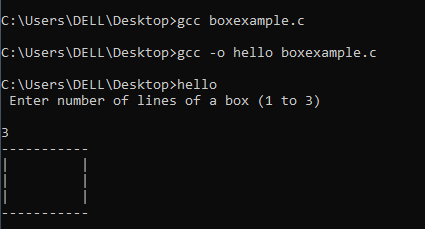 C:\Users\DELL\Desktop>gcc boxexample.c
C:\Users\DELL\Desktop>gcc -o hello boxexample.c
C:\Users\DELL\Desktop>hello
 Enter number of lines of a box (1 to 3)
3
-----------
|         |
|         |
|         |
-----------